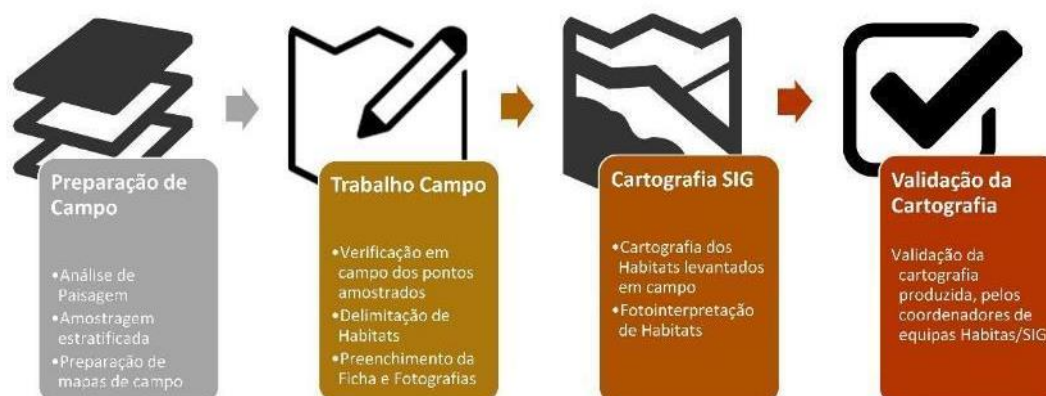 Preparação de
Campo
•Análise de
Paisagem
•Amostragem
estratificada
•Preparação de
mapas de campo
Trabalho Campo
•Verificação em
campo dos pontos
amostrados
•Delimitação de
Habitats
•Preenchimento da
Ficha e Fotografias
Cartografia SIG
•Cartografia dos
Habitats levantados
em campo
•Fotointerpretação
de Habitats
Validação da
Cartografia
Validação da
cartografia
produzida, pelos
coordenadores de
equipas Habitas/SIG